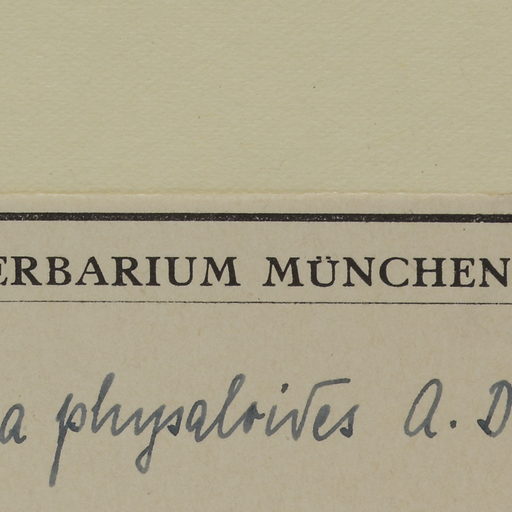 ERBARIUM MÜNCHEN
a physaloides A. D